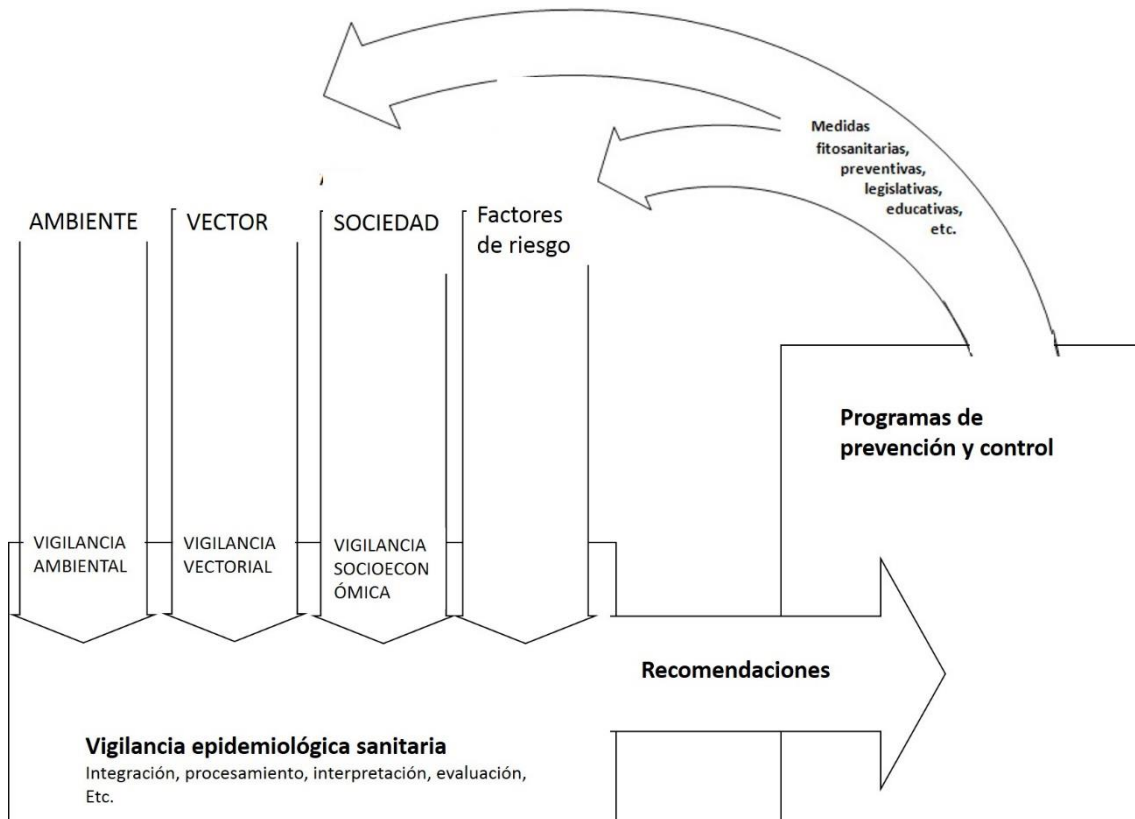 Medidas
fitosanitarias,
preventivas,
legislativas,
educativas,
etc.
AMBIENTE
VECTOR
SOCIEDAD
Factores
de riesgo
Programas de
prevención y control
VIGILANCIA
AMBIENTAL
VIGILANCIA
VECTORIAL
VIGILANCIA
SOCIOECON
ÓMICA
Recomendaciones
Vigilancia epidemiológica sanitaria
Integración, procesamiento, interpretación, evaluación,
Etc.